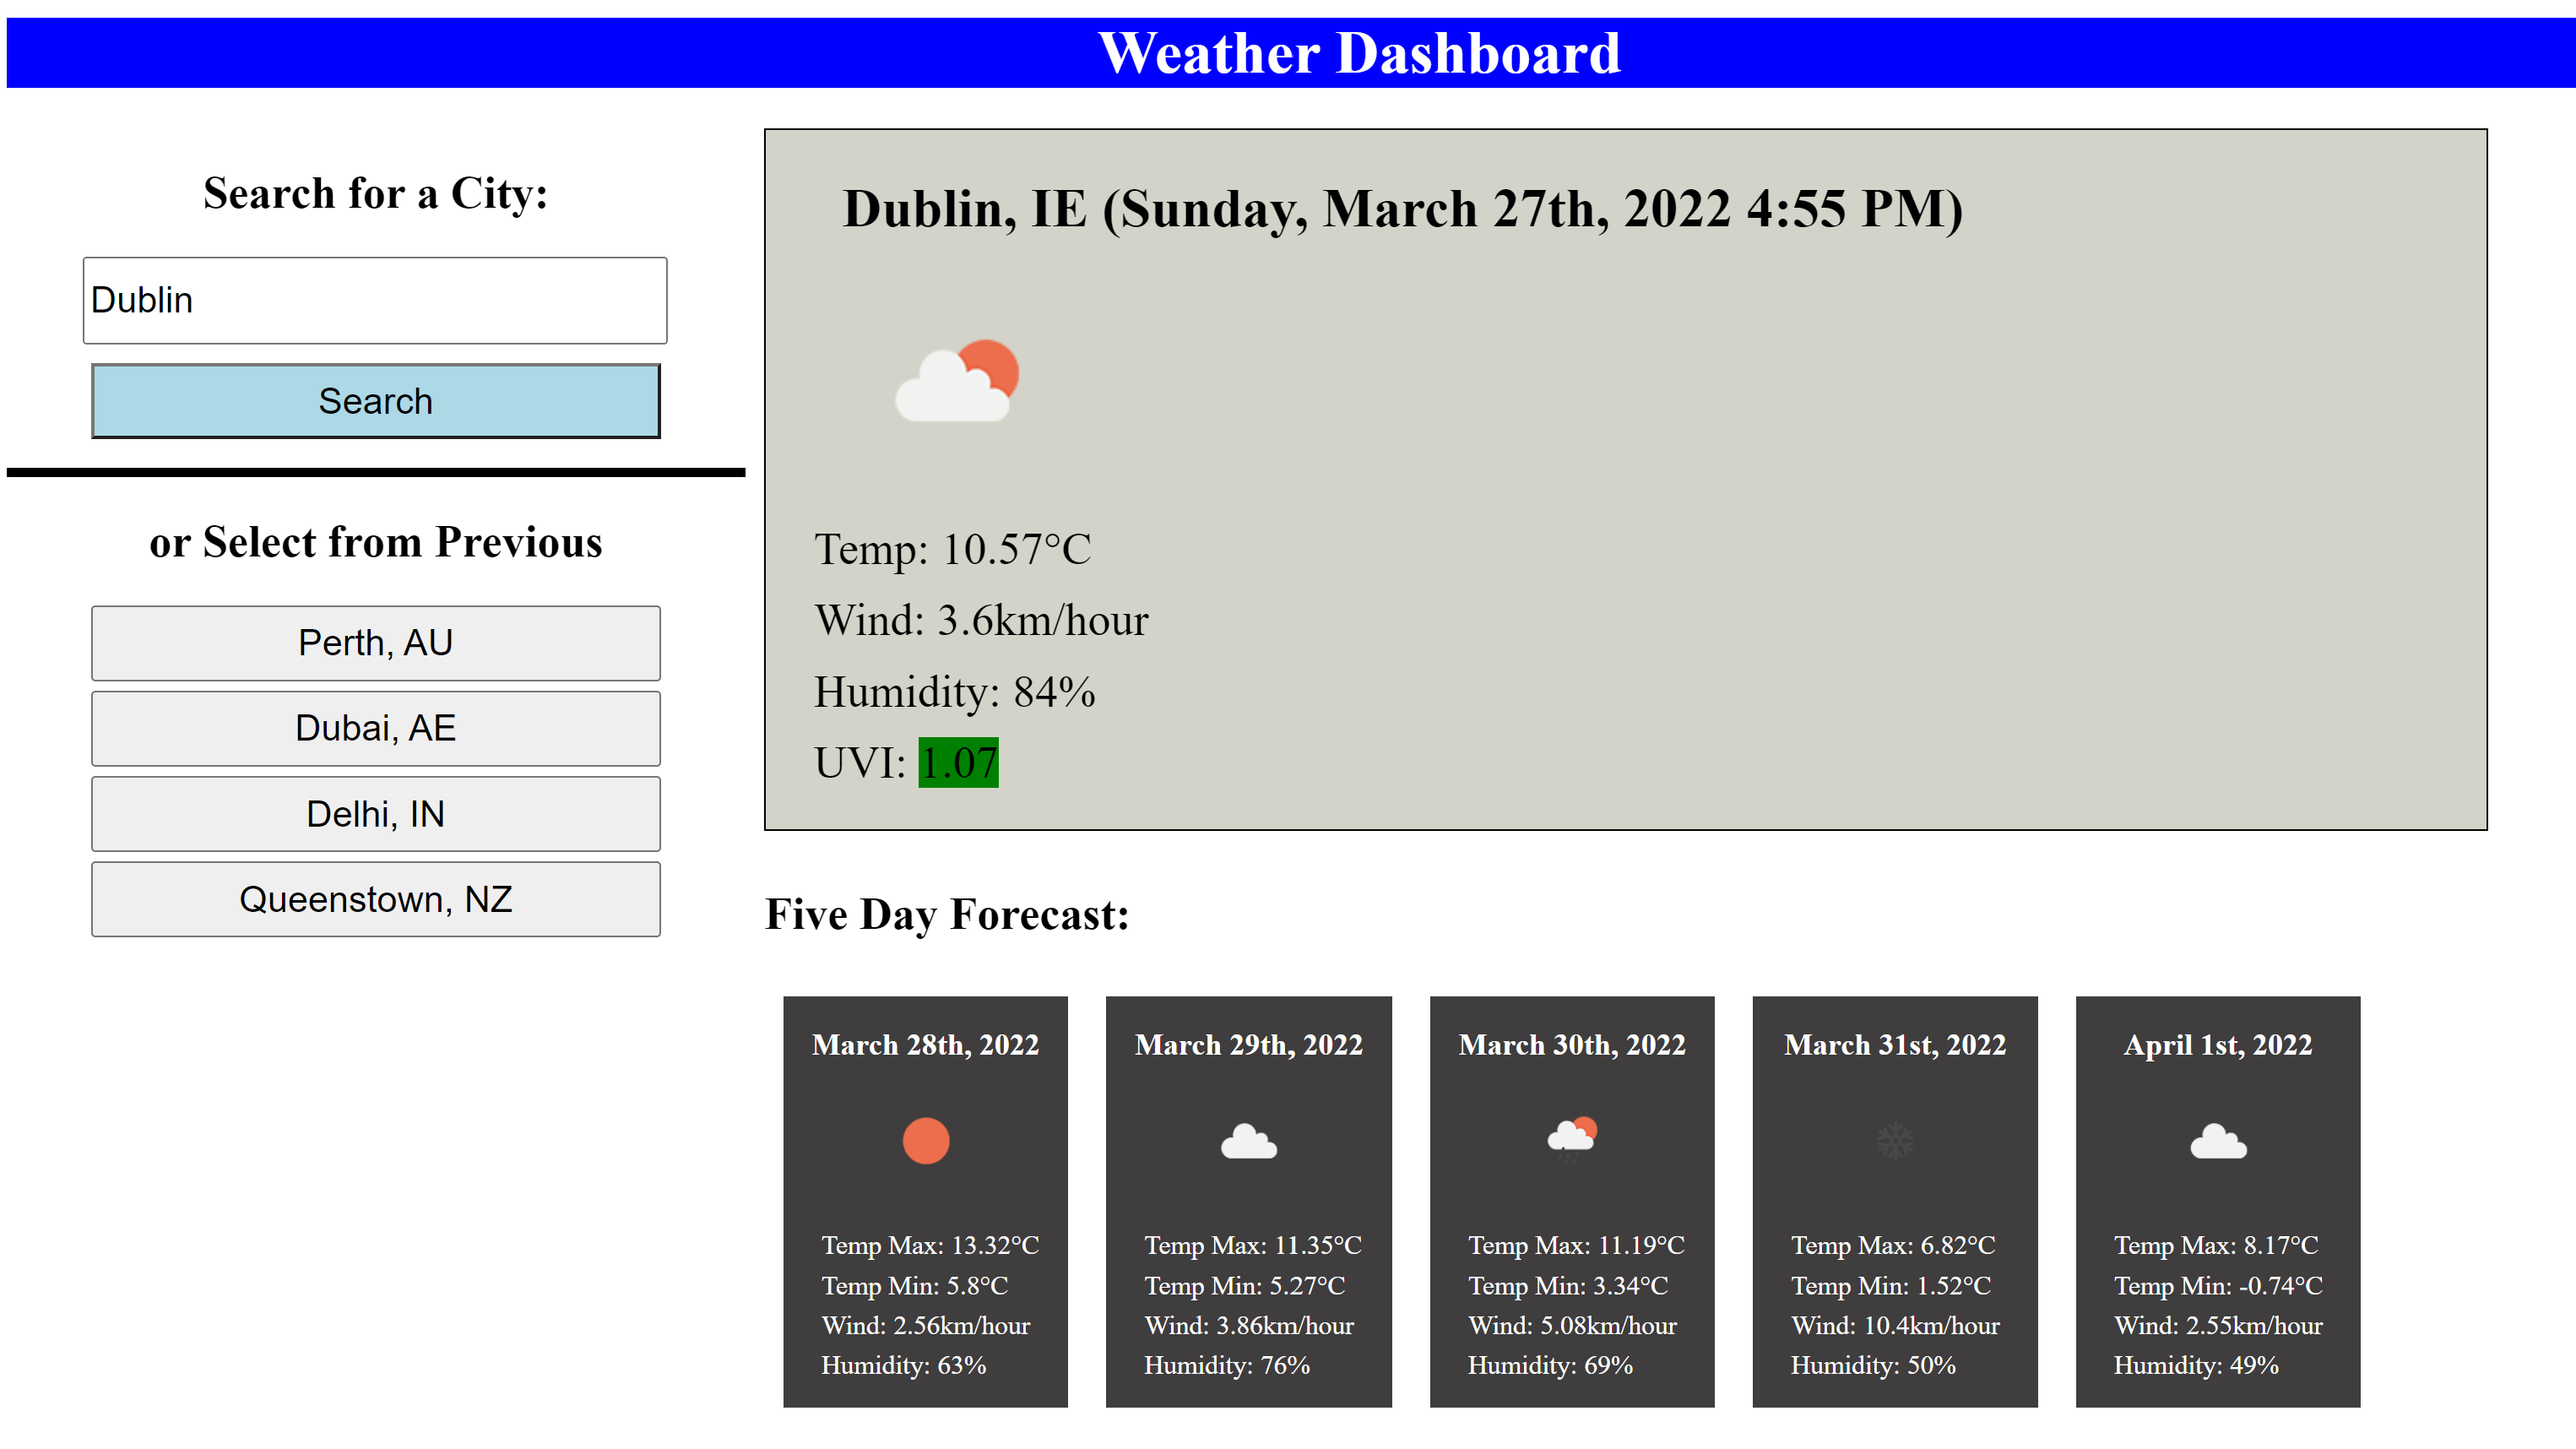 Weather Dashboard
Search for a City:
Dublin
Search
or Select from Previous
Perth, AU
Dubai, AE
Delhi, IN
Queenstown, NZ
Dublin, IE (Sunday, March 27th, 2022 4:55 PM)
Temp: 10.57°C
Wind: 3.6km/hour
Humidity: 84%
UVI: 1.07
Five Day Forecast:
March 28th, 2022
Temp Max: 13.32°C
Temp Min: 5.8°C
Wind: 2.56km/hour
Humidity: 63%
March 29th, 2022
Temp Max: 11.35°C
Temp Min: 5.27°C
Wind: 3.86km/hour
Humidity: 76%
March 30th, 2022
Temp Max: 11.19°C
Temp Min: 3.34°C
Wind: 5.08km/hour
Humidity: 69%
March 31st, 2022
Temp Max: 6.82°C
Temp Min: 1.52°C
Wind: 10.4km/hour
Humidity: 50%
April 1st, 2022
Temp Max: 8.17°C
Temp Min: -0.74°C
Wind: 2.55km/hour
Humidity: 49%